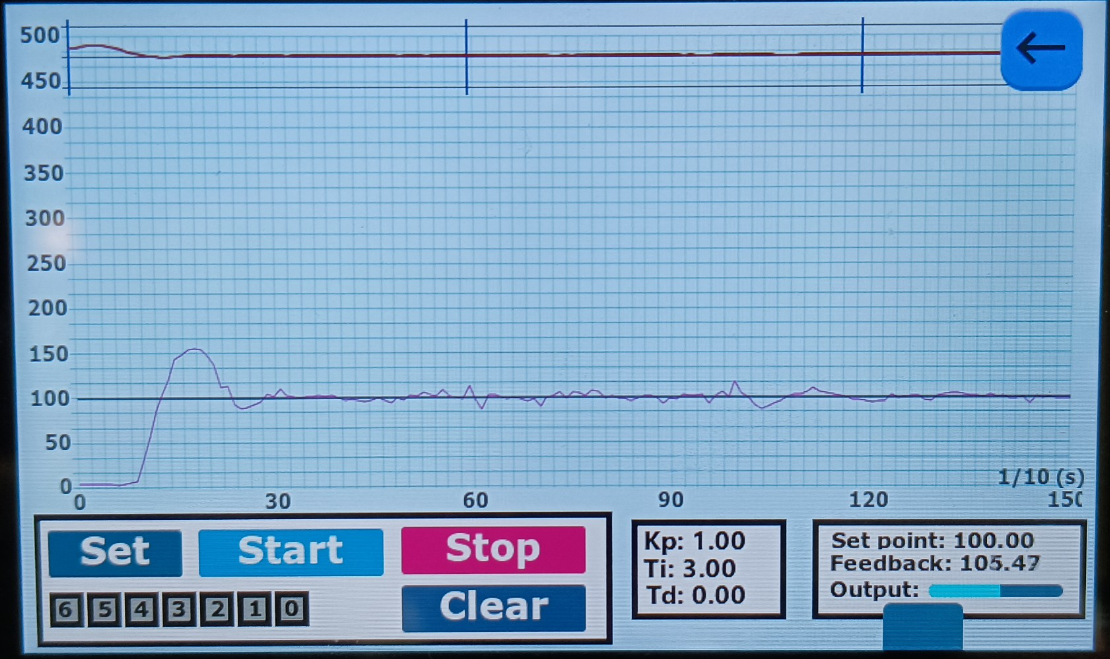 500
450
400
350
300
250
200
150
100
50
0
0 30 60 90 120 150
1/10 (s)
Set Start Stop
6 5 4 3 2 1 0
Clear
Kp: 1.00
Ti: 3.00
Td: 0.00
Set point: 100.00
Feedback: 105.47
Output: